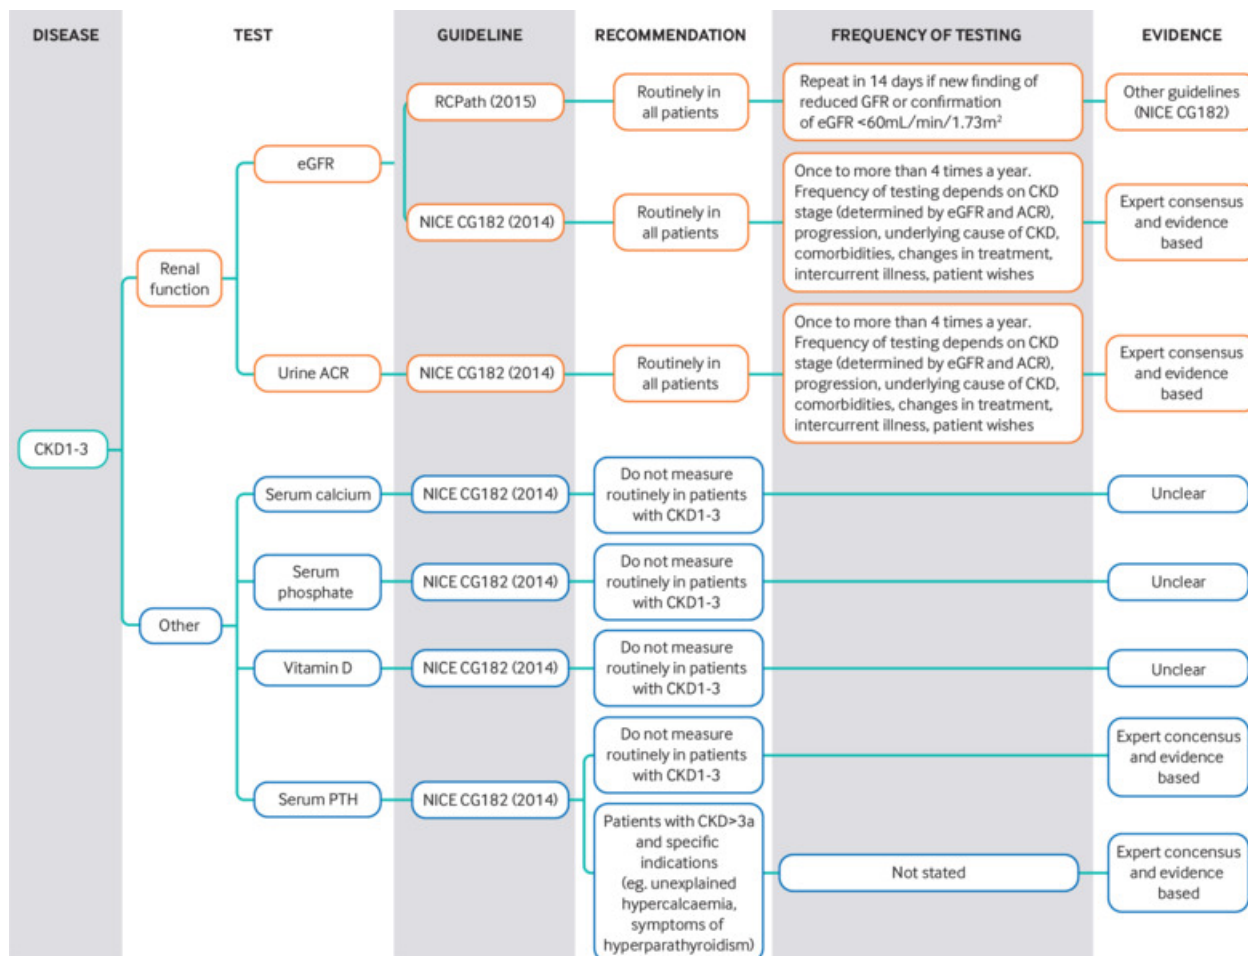 DISEASE
TEST
GUIDELINE
RECOMMENDATION
FREQUENCY OF TESTING
EVIDENCE
CKD1-3
Renal
function
eGFR
RCPath (2015)
Routinely in
all patients
Repeat in 14 days if new finding of
reduced GFR or confirmation
of eGFR <60mL/min/1.73m²
Other guidelines
(NICE CG182)
NICE CG182 (2014)
Routinely in
all patients
Once to more than 4 times a year.
Frequency of testing depends on CKD
stage (determined by eGFR and ACR),
progression, underlying cause of CKD,
comorbidities, changes in treatment,
intercurrent illness, patient wishes
Expert consensus
and evidence
based
Urine ACR
NICE CG182 (2014)
Routinely in
all patients
Once to more than 4 times a year.
Frequency of testing depends on CKD
stage (determined by eGFR and ACR),
progression, underlying cause of CKD,
comorbidities, changes in treatment,
intercurrent illness, patient wishes
Expert consensus
and evidence
based
Other
Serum calcium
NICE CG182 (2014)
Do not measure
routinely in patients
with CKD1-3
Unclear
Serum
phosphate
NICE CG182 (2014)
Do not measure
routinely in patients
with CKD1-3
Unclear
Vitamin D
NICE CG182 (2014)
Do not measure
routinely in patients
with CKD1-3
Unclear
Serum PTH
NICE CG182 (2014)
Do not measure
routinely in patients
with CKD1-3
Expert concensus
and evidence
based
Patients with CKD>3a
and specific
indications
(eg. unexplained
hypercalcaemia,
symptoms of
hyperparathyroidism)
Not stated
Expert concensus
and evidence
based